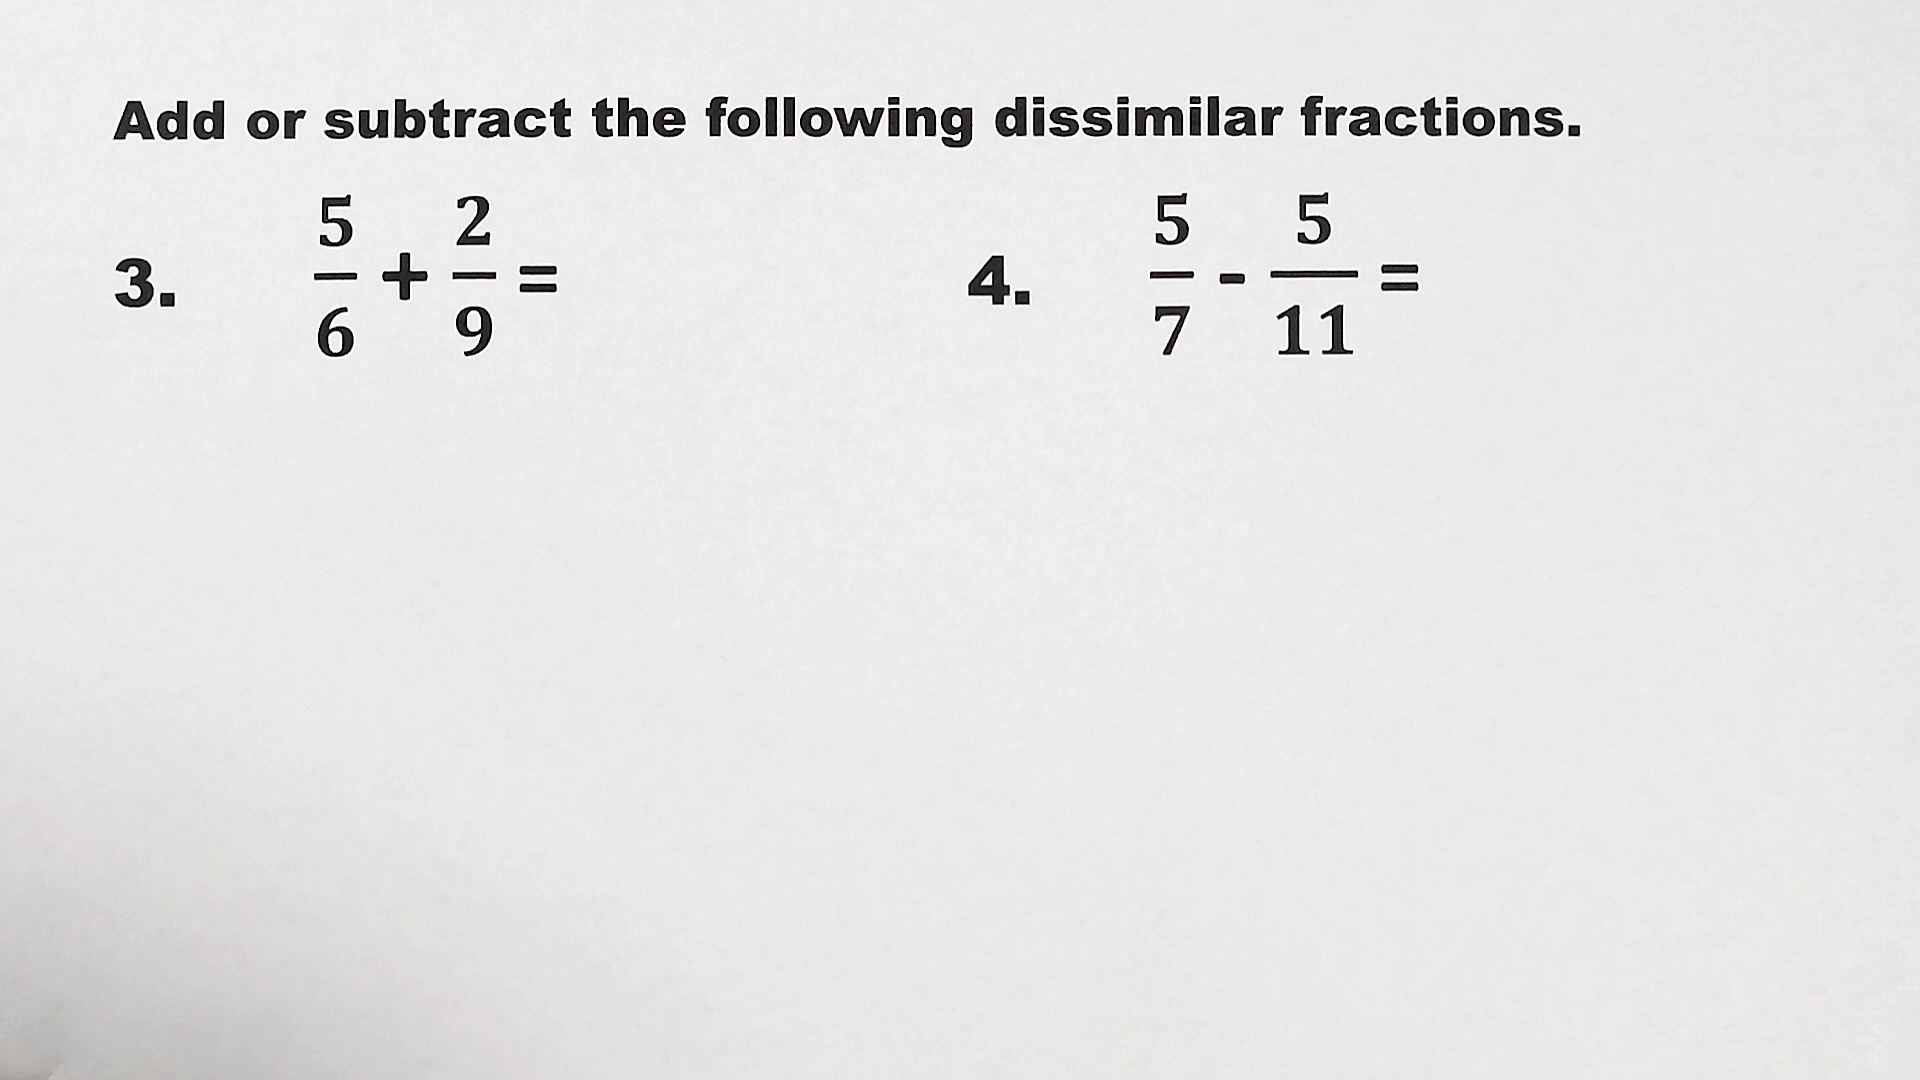 Add or subtract the following dissimilar fractions.
3. 5/6 + 2/9 =
4. 5/7 - 5/11 =